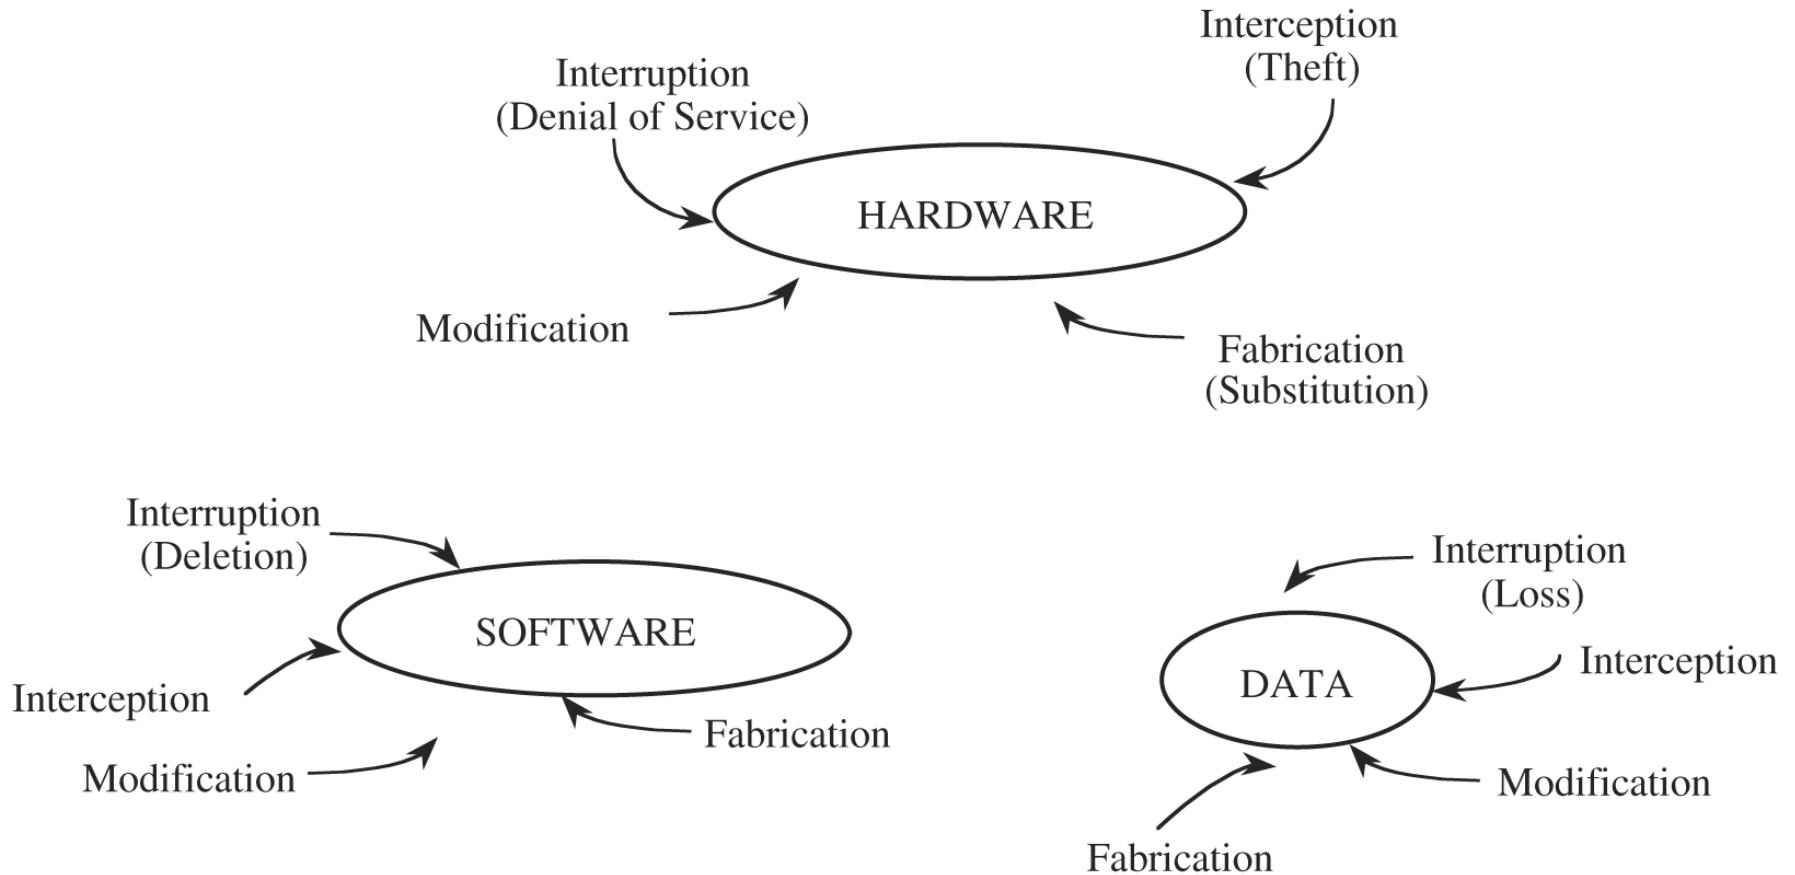 Interruption
(Denial of Service)
Interception
(Theft)
HARDWARE
Modification
Fabrication
(Substitution)
Interruption
(Deletion)
SOFTWARE
Interception
Modification
Fabrication
Interruption
(Loss)
Interception
DATA
Modification
Fabrication